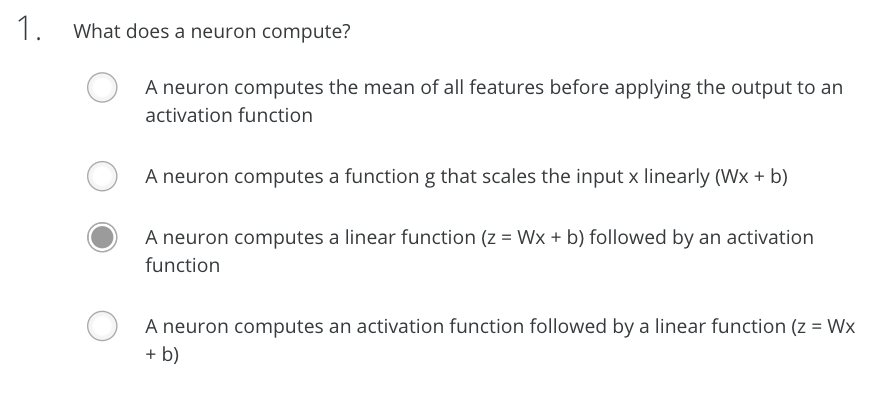 1. What does a neuron compute?
A neuron computes the mean of all features before applying the output to an
activation function
A neuron computes a function g that scales the input x linearly (Wx + b)
A neuron computes a linear function (z = Wx + b) followed by an activation
function
A neuron computes an activation function followed by a linear function (z = Wx
+ b)